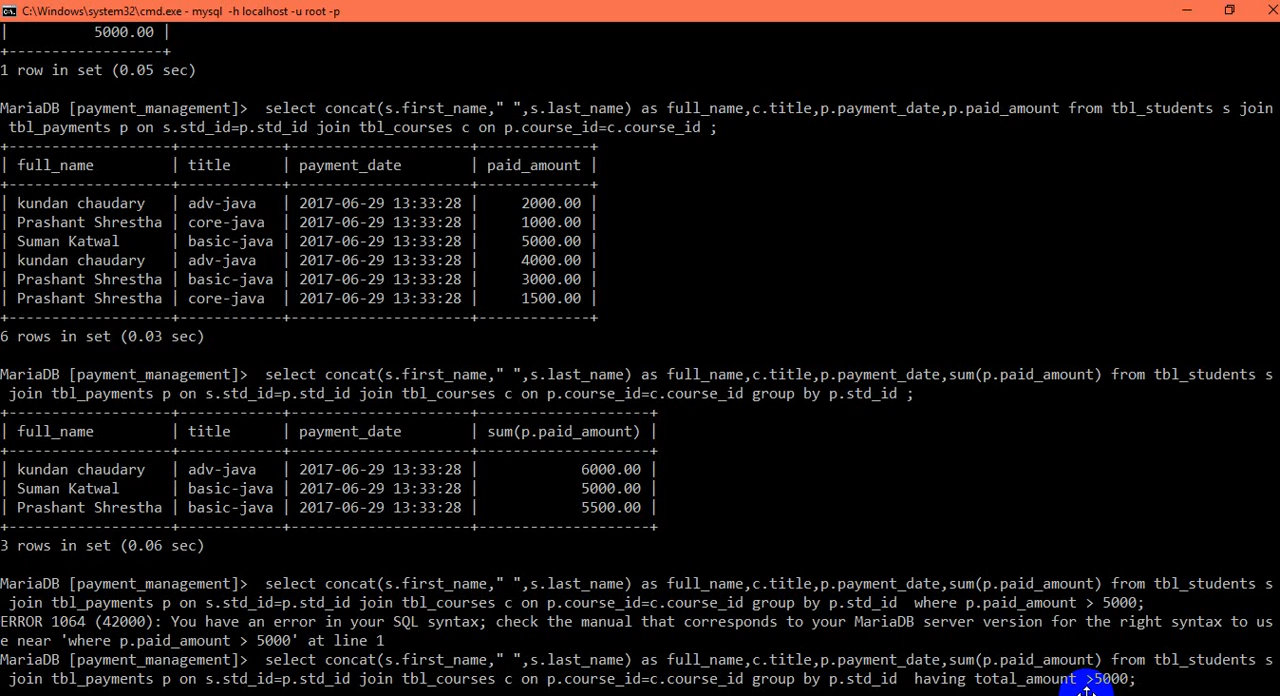 C:\Windows\system32\cmd.exe - mysql -h localhost -u root -p
|          5000.00 |
+------------------+
1 row in set (0.05 sec)
MariaDB [payment_management]>  select concat(s.first_name," ",s.last_name) as full_name,c.title,p.payment_date,p.paid_amount from tbl_students s join
 tbl_payments p on s.std_id=p.std_id join tbl_courses c on p.course_id=c.course_id ;
+-------------------+------------+---------------------+-------------+
| full_name         | title      | payment_date        | paid_amount |
+-------------------+------------+---------------------+-------------+
| kundan chaudary   | adv-java   | 2017-06-29 13:33:28 |     2000.00 |
| Prashant Shrestha | core-java  | 2017-06-29 13:33:28 |     1000.00 |
| Suman Katwal      | basic-java | 2017-06-29 13:33:28 |     5000.00 |
| kundan chaudary   | adv-java   | 2017-06-29 13:33:28 |     4000.00 |
| Prashant Shrestha | basic-java | 2017-06-29 13:33:28 |     3000.00 |
| Prashant Shrestha | core-java  | 2017-06-29 13:33:28 |     1500.00 |
+-------------------+------------+---------------------+-------------+
6 rows in set (0.03 sec)
MariaDB [payment_management]>  select concat(s.first_name," ",s.last_name) as full_name,c.title,p.payment_date,sum(p.paid_amount) from tbl_students s
 join tbl_payments p on s.std_id=p.std_id join tbl_courses c on p.course_id=c.course_id group by p.std_id ;
+-------------------+------------+---------------------+--------------------+
| full_name         | title      | payment_date        | sum(p.paid_amount) |
+-------------------+------------+---------------------+--------------------+
| kundan chaudary   | adv-java   | 2017-06-29 13:33:28 |            6000.00 |
| Suman Katwal      | basic-java | 2017-06-29 13:33:28 |            5000.00 |
| Prashant Shrestha | basic-java | 2017-06-29 13:33:28 |            5500.00 |
+-------------------+------------+---------------------+--------------------+
3 rows in set (0.06 sec)
MariaDB [payment_management]>  select concat(s.first_name," ",s.last_name) as full_name,c.title,p.payment_date,sum(p.paid_amount) from tbl_students s
 join tbl_payments p on s.std_id=p.std_id join tbl_courses c on p.course_id=c.course_id group by p.std_id  where p.paid_amount > 5000;
ERROR 1064 (42000): You have an error in your SQL syntax; check the manual that corresponds to your MariaDB server version for the right syntax to us
e near 'where p.paid_amount > 5000' at line 1
MariaDB [payment_management]>  select concat(s.first_name," ",s.last_name) as full_name,c.title,p.payment_date,sum(p.paid_amount) from tbl_students s
 join tbl_payments p on s.std_id=p.std_id join tbl_courses c on p.course_id=c.course_id group by p.std_id  having total_amount >5000;